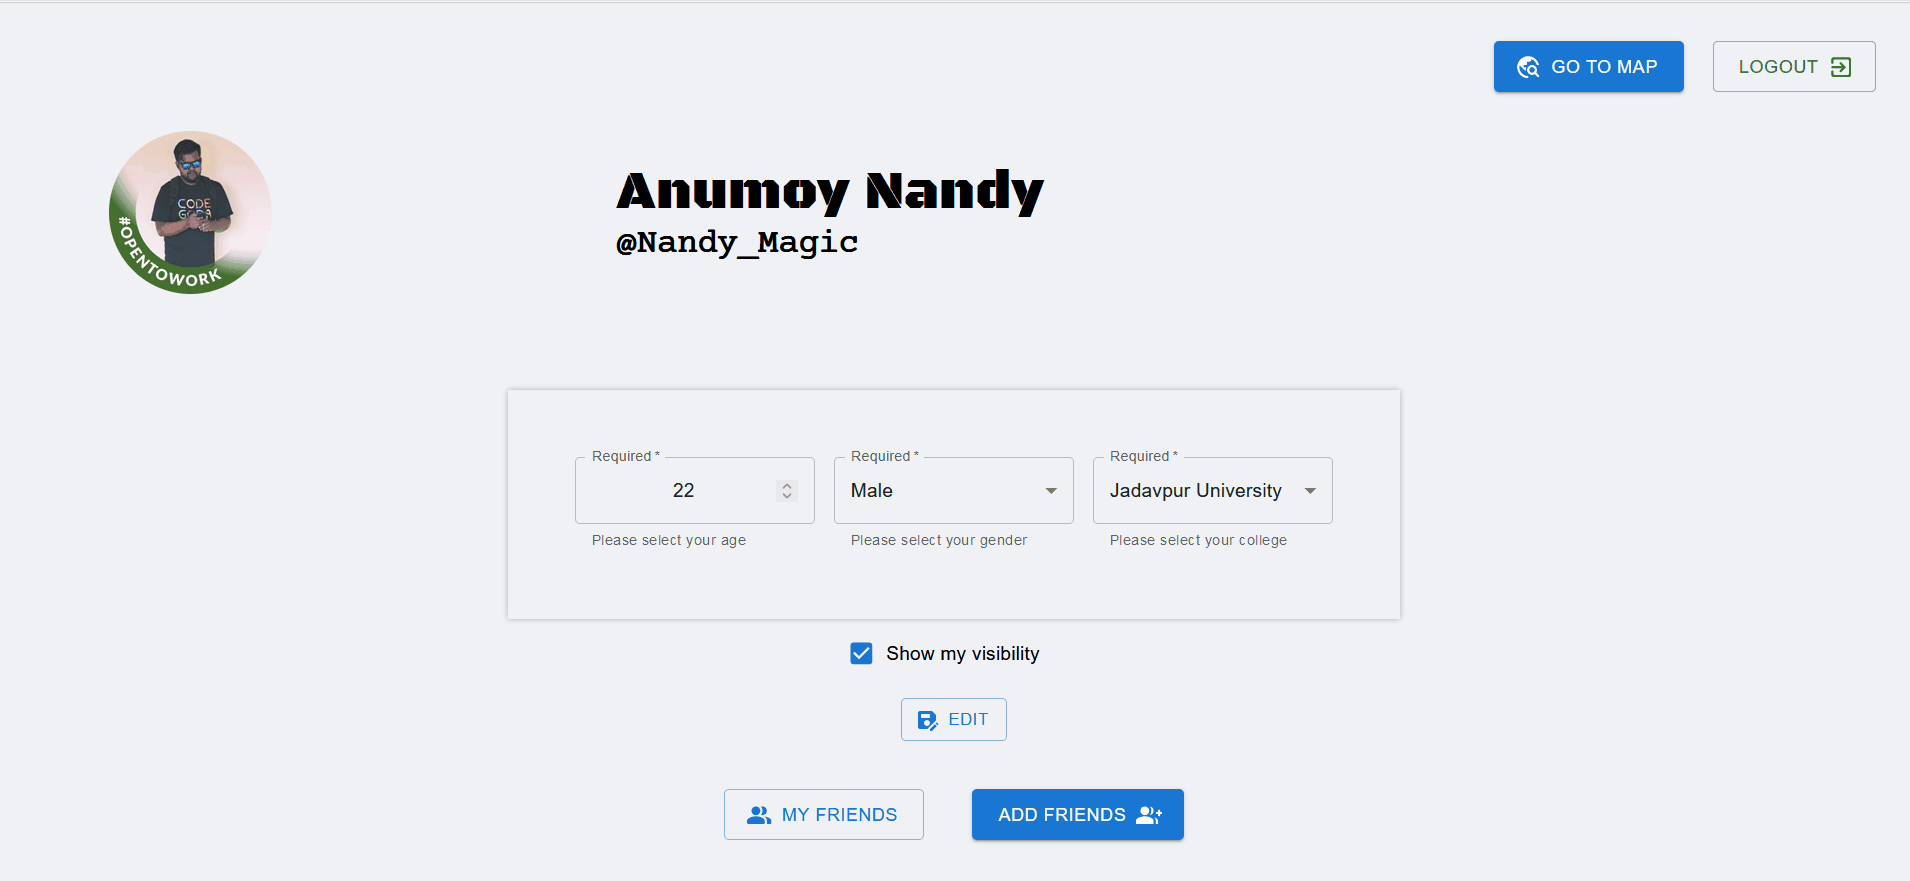 GO TO MAP
LOGOUT
CODE
#OPENTOWORK
Anumoy Nandy
@Nandy_Magic
Required *
22
Please select your age
Required *
Male
Please select your gender
Required *
Jadavpur University
Please select your college
Show my visibility
EDIT
MY FRIENDS
ADD FRIENDS